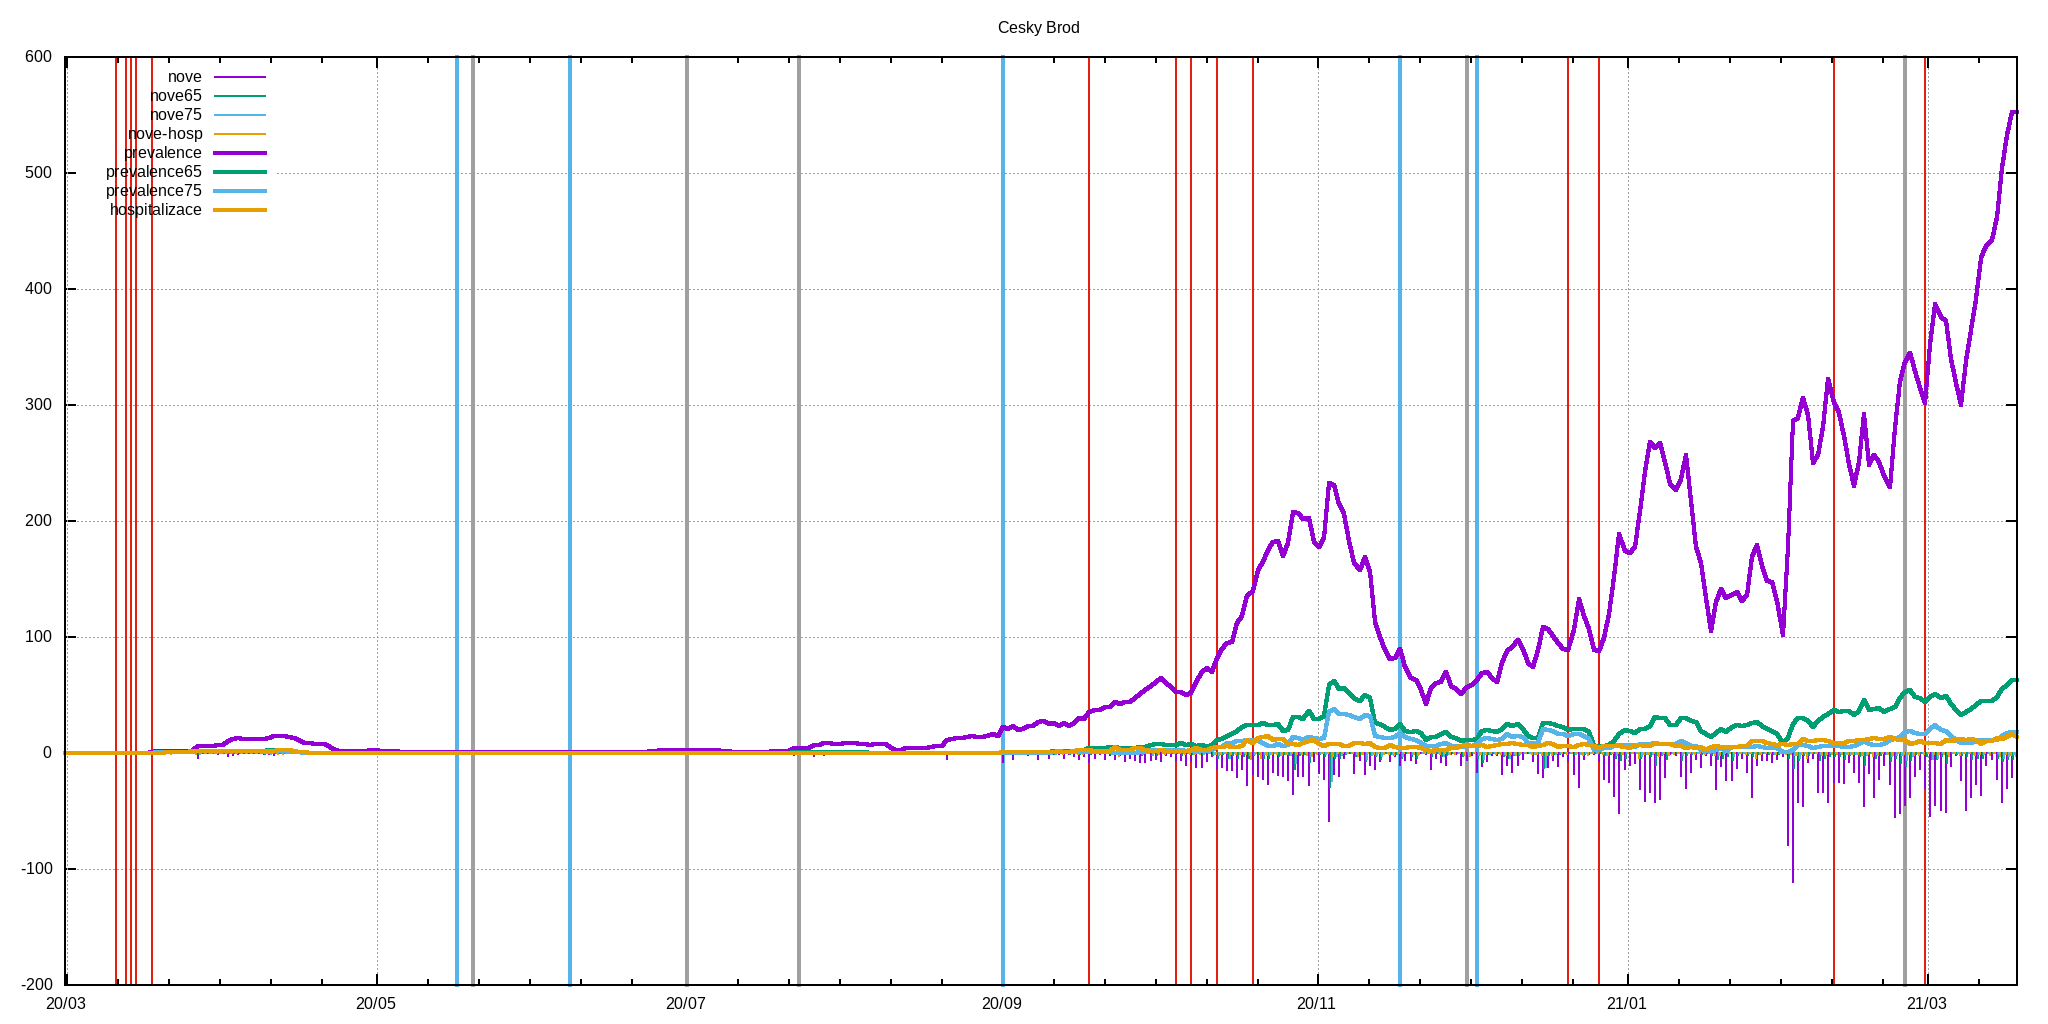 Cesky Brod
600
500
400
300
200
100
0
-100
-200
nove
nove65
nove75
nove-hosp
prevalence
prevalence65
prevalence75
hospitalizace
20/03
20/05
20/07
20/09
20/11
21/01
21/03